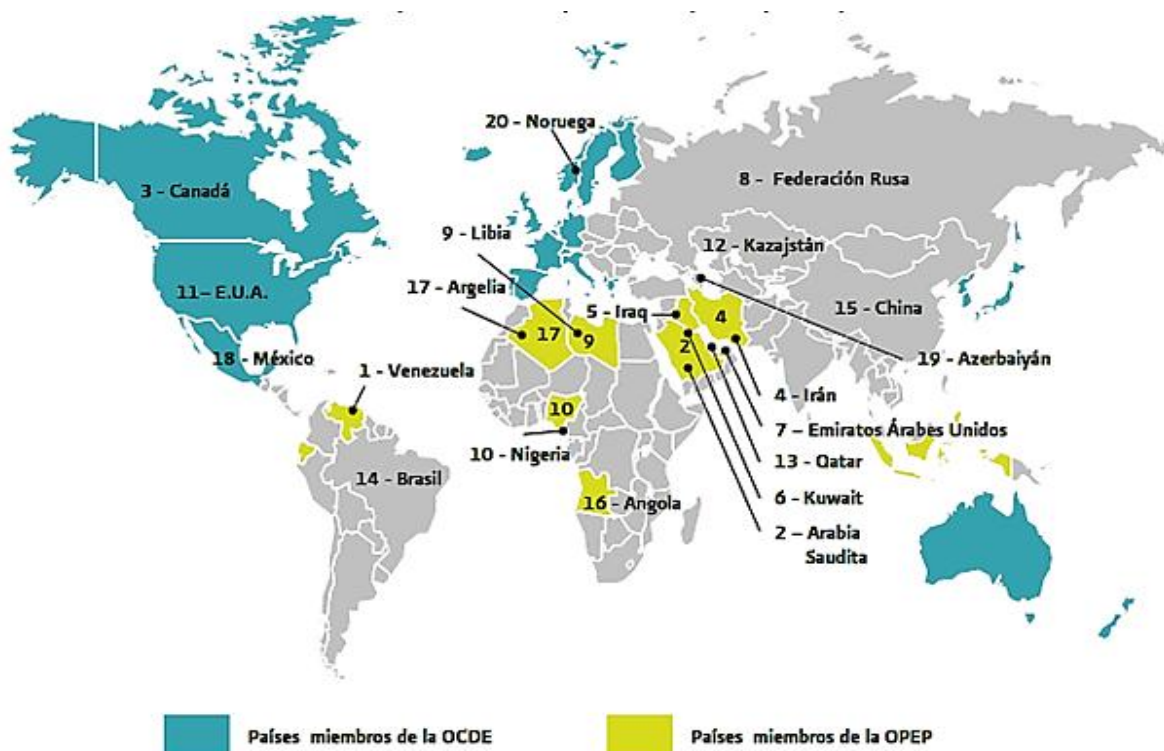 20 - Noruega
3 - Canadá
8 - Federación Rusa
9 - Libia
12 - Kazajstán
17 - Argelia
11– E.U.A.
5 - Iraq
4
15 - China
17
9
2
18 - México
19 - Azerbaiyán
1 - Venezuela
4 - Irán
10
7 - Emiratos Árabes Unidos
10 - Nigeria
13 - Qatar
14 - Brasil
6 - Kuwait
16 - Angola
2 – Arabia
Saudita
Países miembros de la OCDE
Países miembros de la OPEP